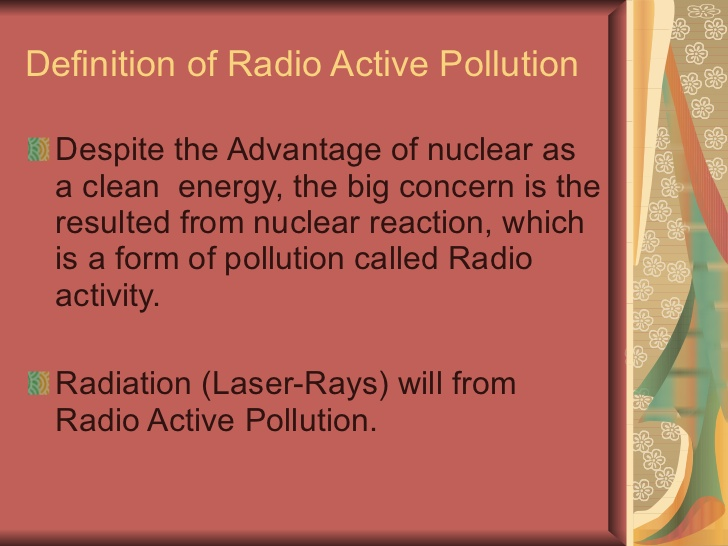 Definition of Radio Active Pollution
Despite the Advantage of nuclear as
a clean energy, the big concern is the
resulted from nuclear reaction, which
is a form of pollution called Radio
activity.
Radiation (Laser-Rays) will from
Radio Active Pollution.